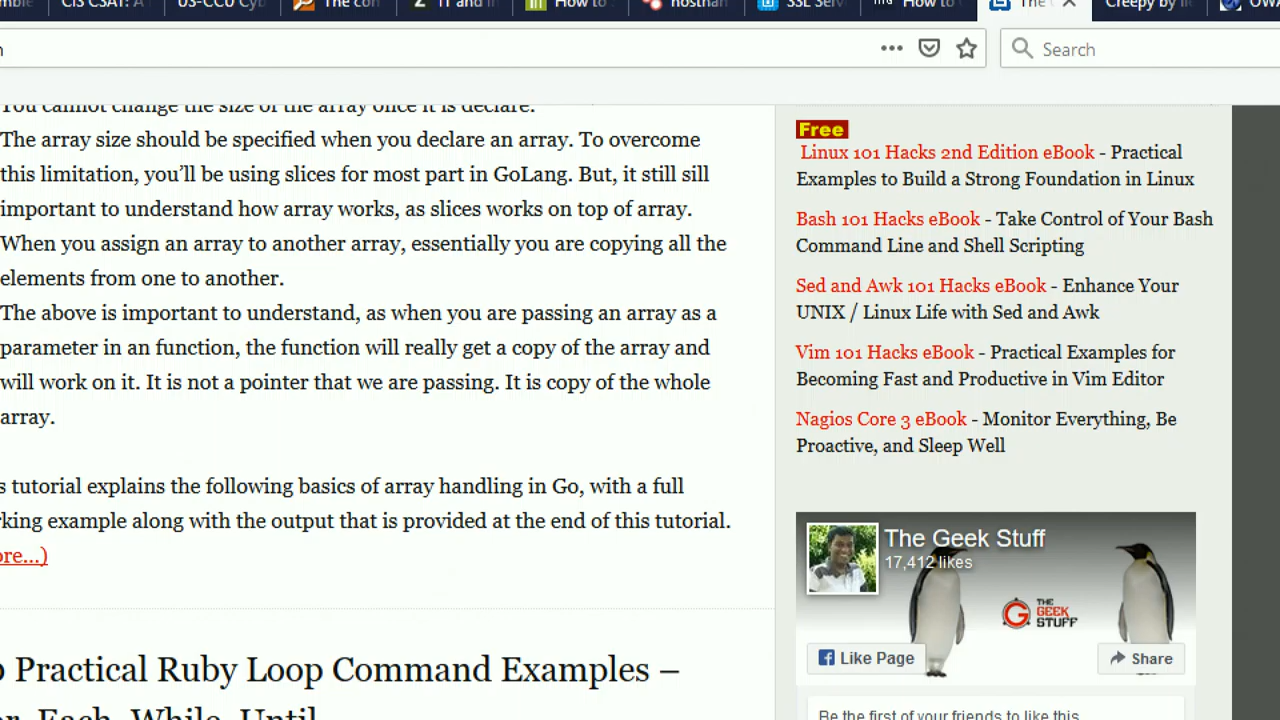 CIS CSAT: A
US-CCU Cyb
The con
IT and
How to
hosthan
SSL Serv
How to
The
Creepy by
OWA
Search
You cannot change the size of the array once it is declare.
The array size should be specified when you declare an array. To overcome
this limitation, you'll be using slices for most part in GoLang. But, it still sill
important to understand how array works, as slices works on top of array.
When you assign an array to another array, essentially you are copying all the
elements from one to another.
The above is important to understand, as when you are passing an array as a
parameter in an function, the function will really get a copy of the array and
will work on it. It is not a pointer that we are passing. It is copy of the whole
array.
s tutorial explains the following basics of array handling in Go, with a full
rking example along with the output that is provided at the end of this tutorial.
ore...)
Practical Ruby Loop Command Examples –
or, Each, While, Until
Free
Linux 101 Hacks 2nd Edition eBook - Practical
Examples to Build a Strong Foundation in Linux
Bash 101 Hacks eBook - Take Control of Your Bash
Command Line and Shell Scripting
Sed and Awk 101 Hacks eBook - Enhance Your
UNIX / Linux Life with Sed and Awk
Vim 101 Hacks eBook - Practical Examples for
Becoming Fast and Productive in Vim Editor
Nagios Core 3 eBook - Monitor Everything, Be
Proactive, and Sleep Well
The Geek Stuff
17,412 likes
THE
GEEK
STUFF
Like Page
Share
Be the first of your friends to like this